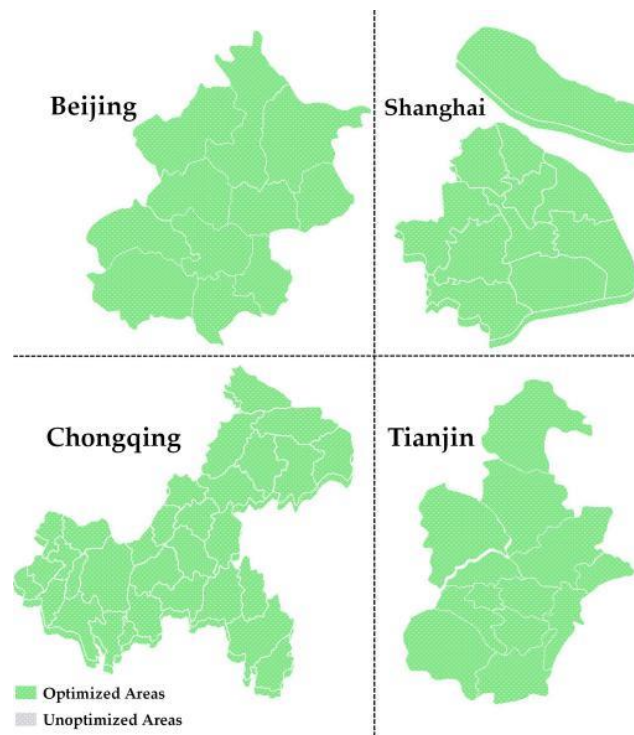 Beijing
Shanghai
Chongqing
Tianjin
Optimized Areas
Unoptimized Areas